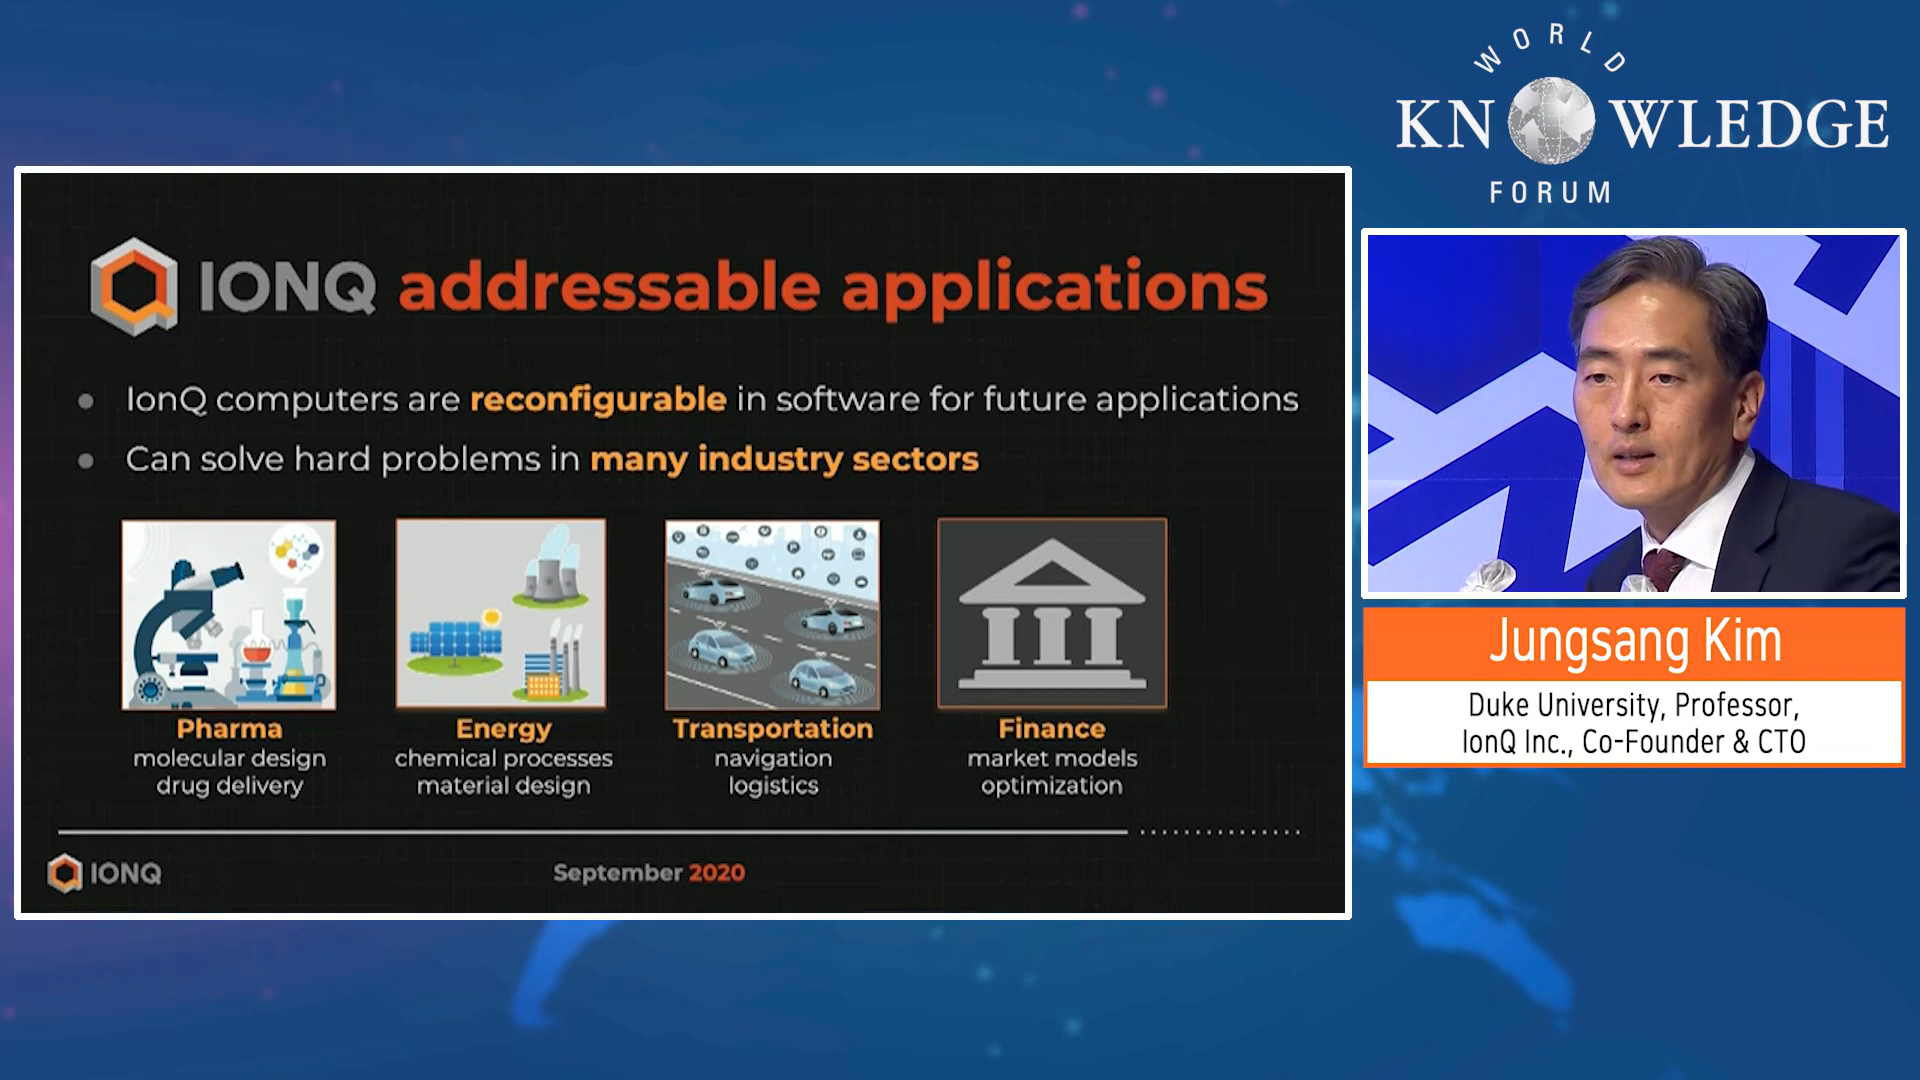 WORLD
KNOWLEDGE
FORUM
IONQ addressable applications
IonQ computers are reconfigurable in software for future applications
Can solve hard problems in many industry sectors
Pharma
molecular design
drug delivery
Energy
chemical processes
material design
Transportation
navigation
logistics
Finance
market models
optimization
IONQ
September 2020
Jungsang Kim
Duke University, Professor,
IonQ Inc., Co-Founder & CTO